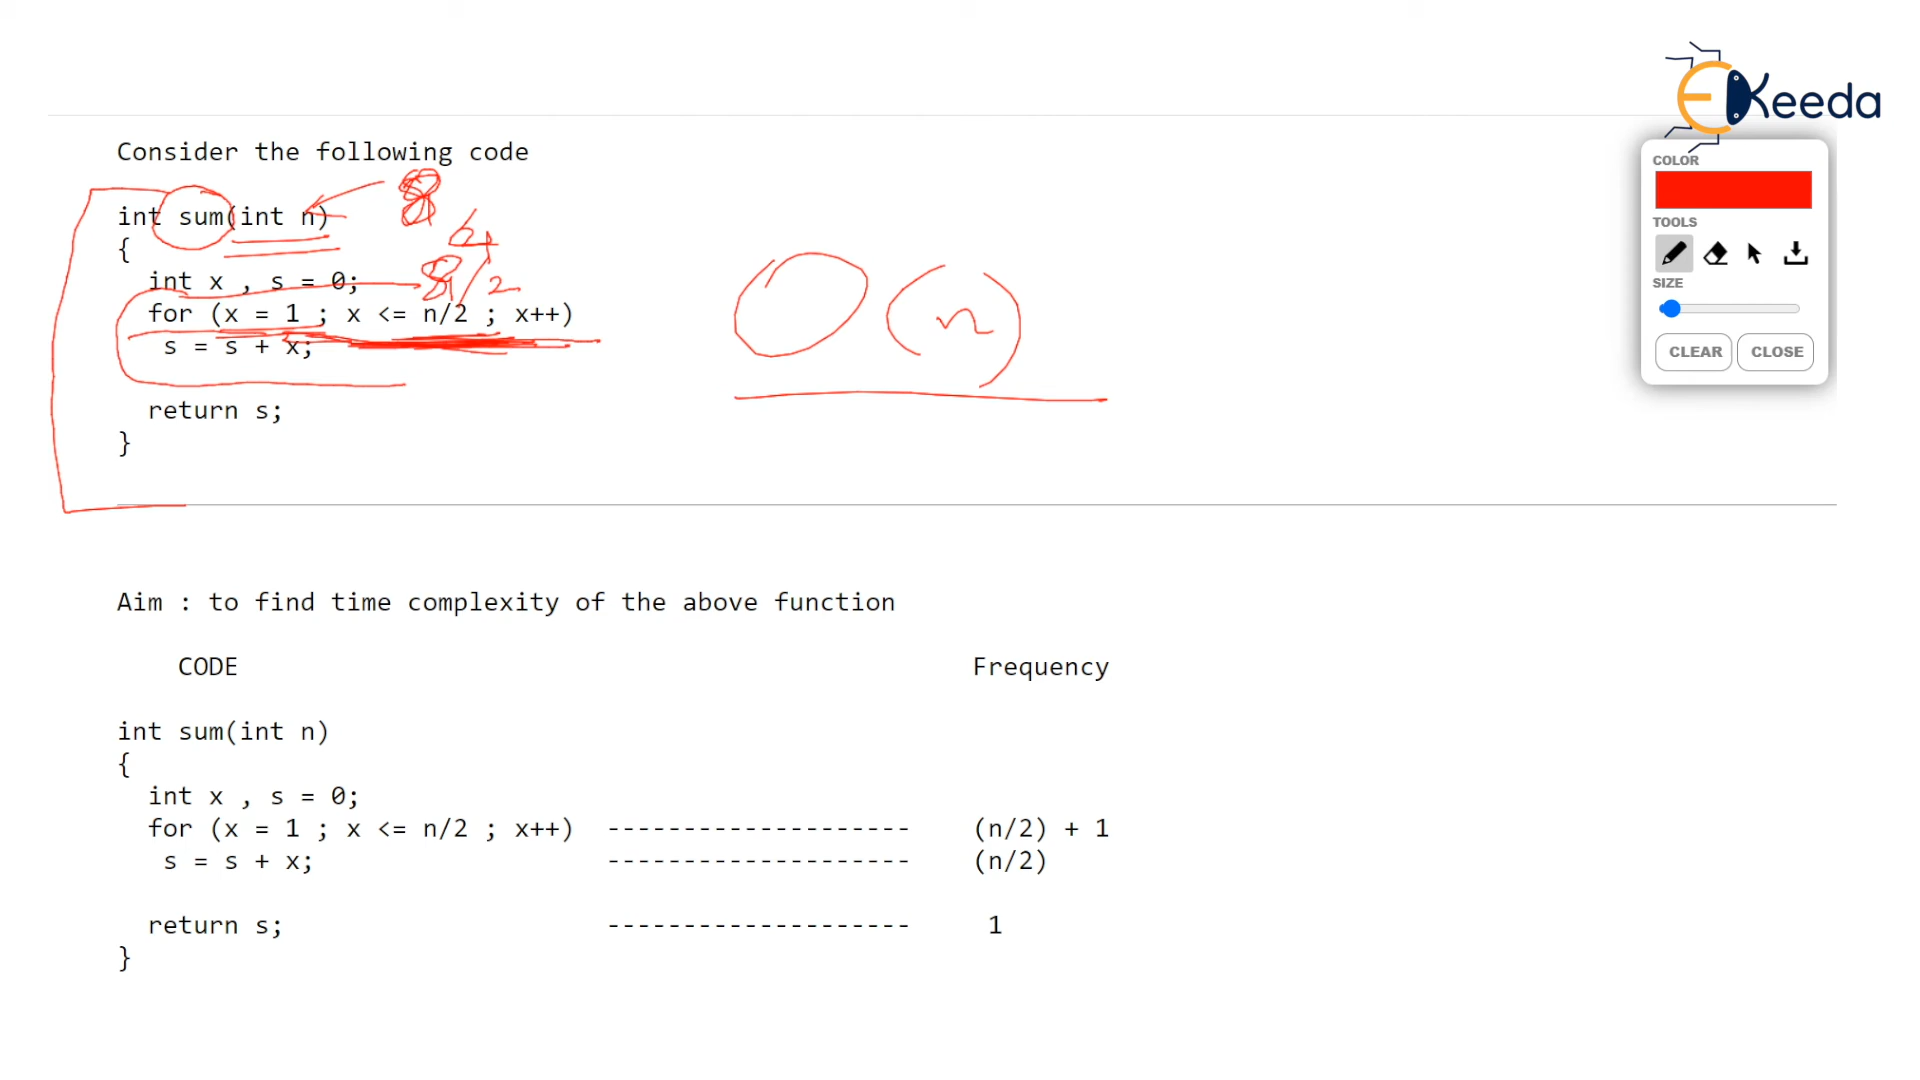 EKeeda
Consider the following code
int sum(int n)
8
{
4
int x , s = 0;
8/2
for (x = 1 ; x <= n/2 ; x++)
s = s + x;
O(n)
return s;
}
COLOR
TOOLS
SIZE
CLEAR CLOSE
Aim : to find time complexity of the above function
CODE Frequency
int sum(int n)
{
int x , s = 0;
for (x = 1 ; x <= n/2 ; x++) -------------------- (n/2) + 1
s = s + x; -------------------- (n/2)
return s; -------------------- 1
}